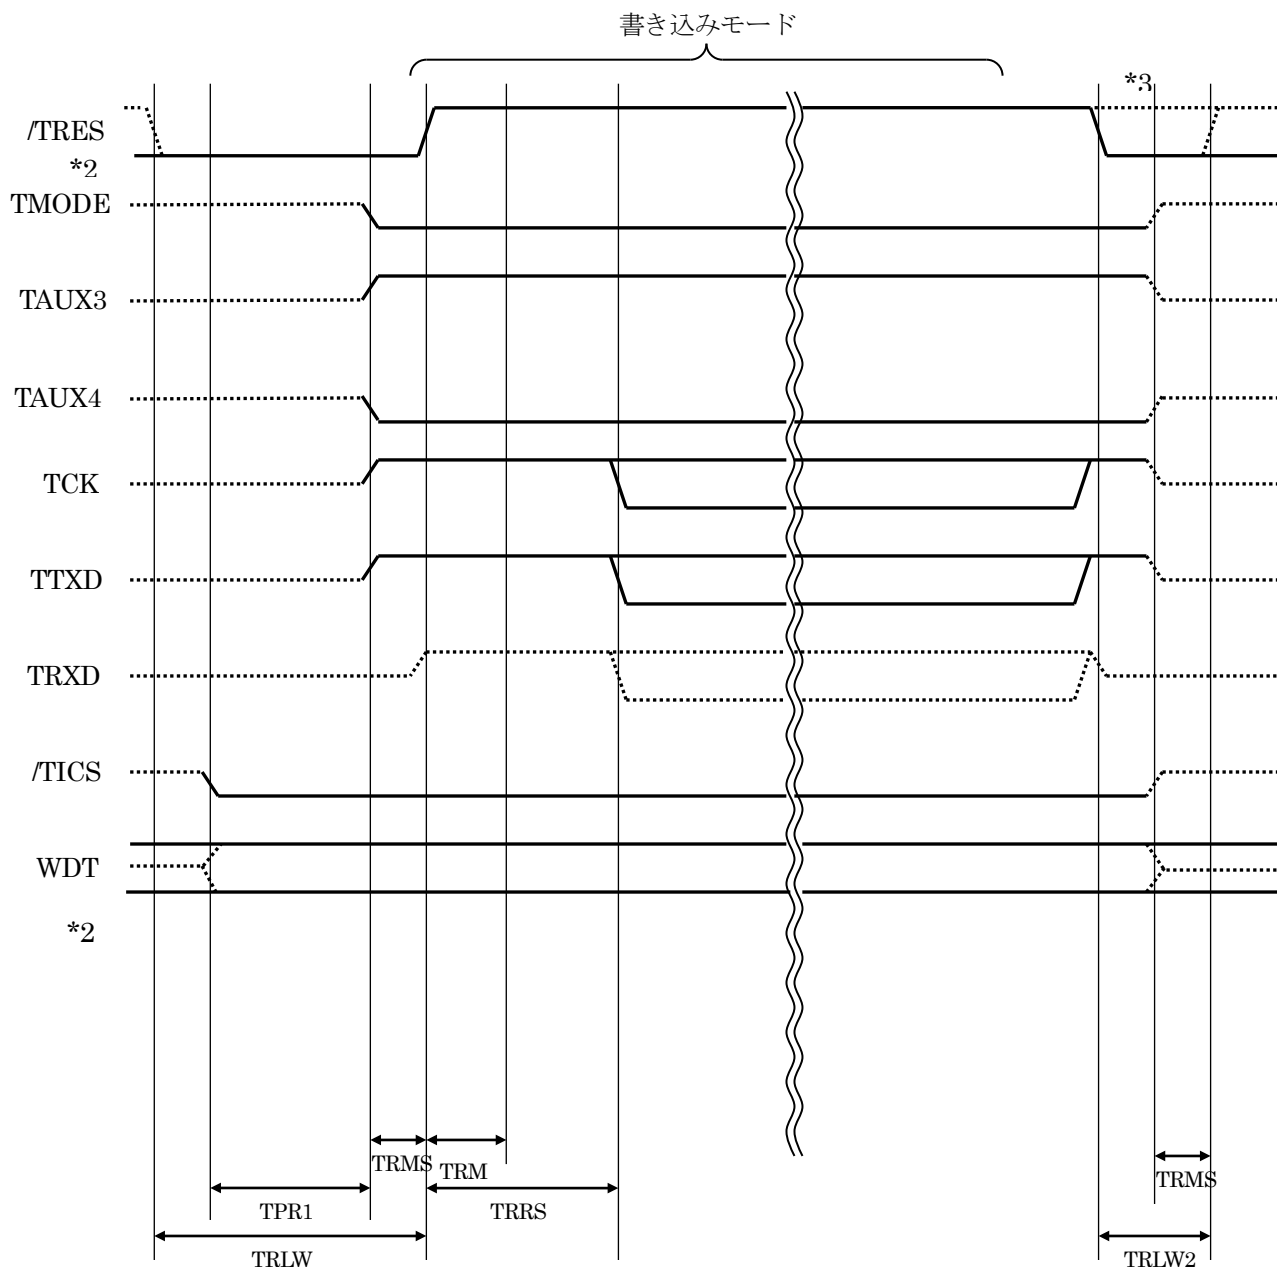 書き込みモード
*3
/TRES
*2
TMODE
TAUX3
TAUX4
TCK
TTXD
TRXD
/TICS
WDT
*2
TRMS
TRM
TRMS
TPR1
TRRS
TRLW
TRLW2